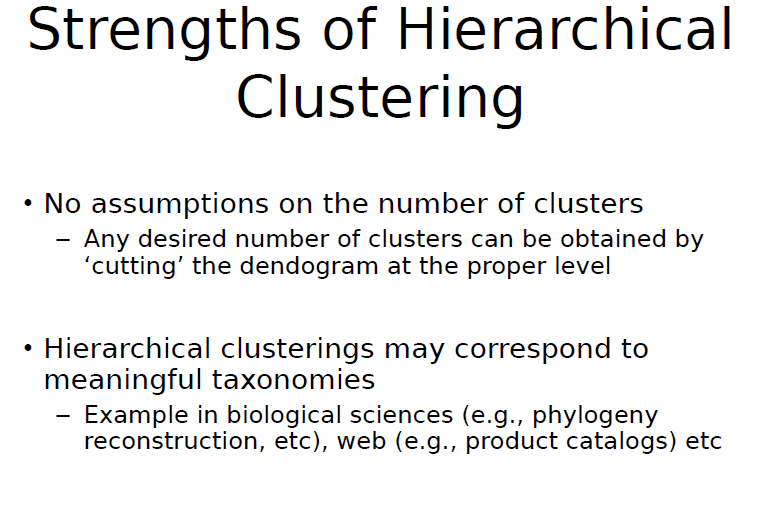 Strengths of Hierarchical
Clustering
• No assumptions on the number of clusters
– Any desired number of clusters can be obtained by
‘cutting’ the dendogram at the proper level
• Hierarchical clusterings may correspond to
meaningful taxonomies
– Example in biological sciences (e.g., phylogeny
reconstruction, etc), web (e.g., product catalogs) etc